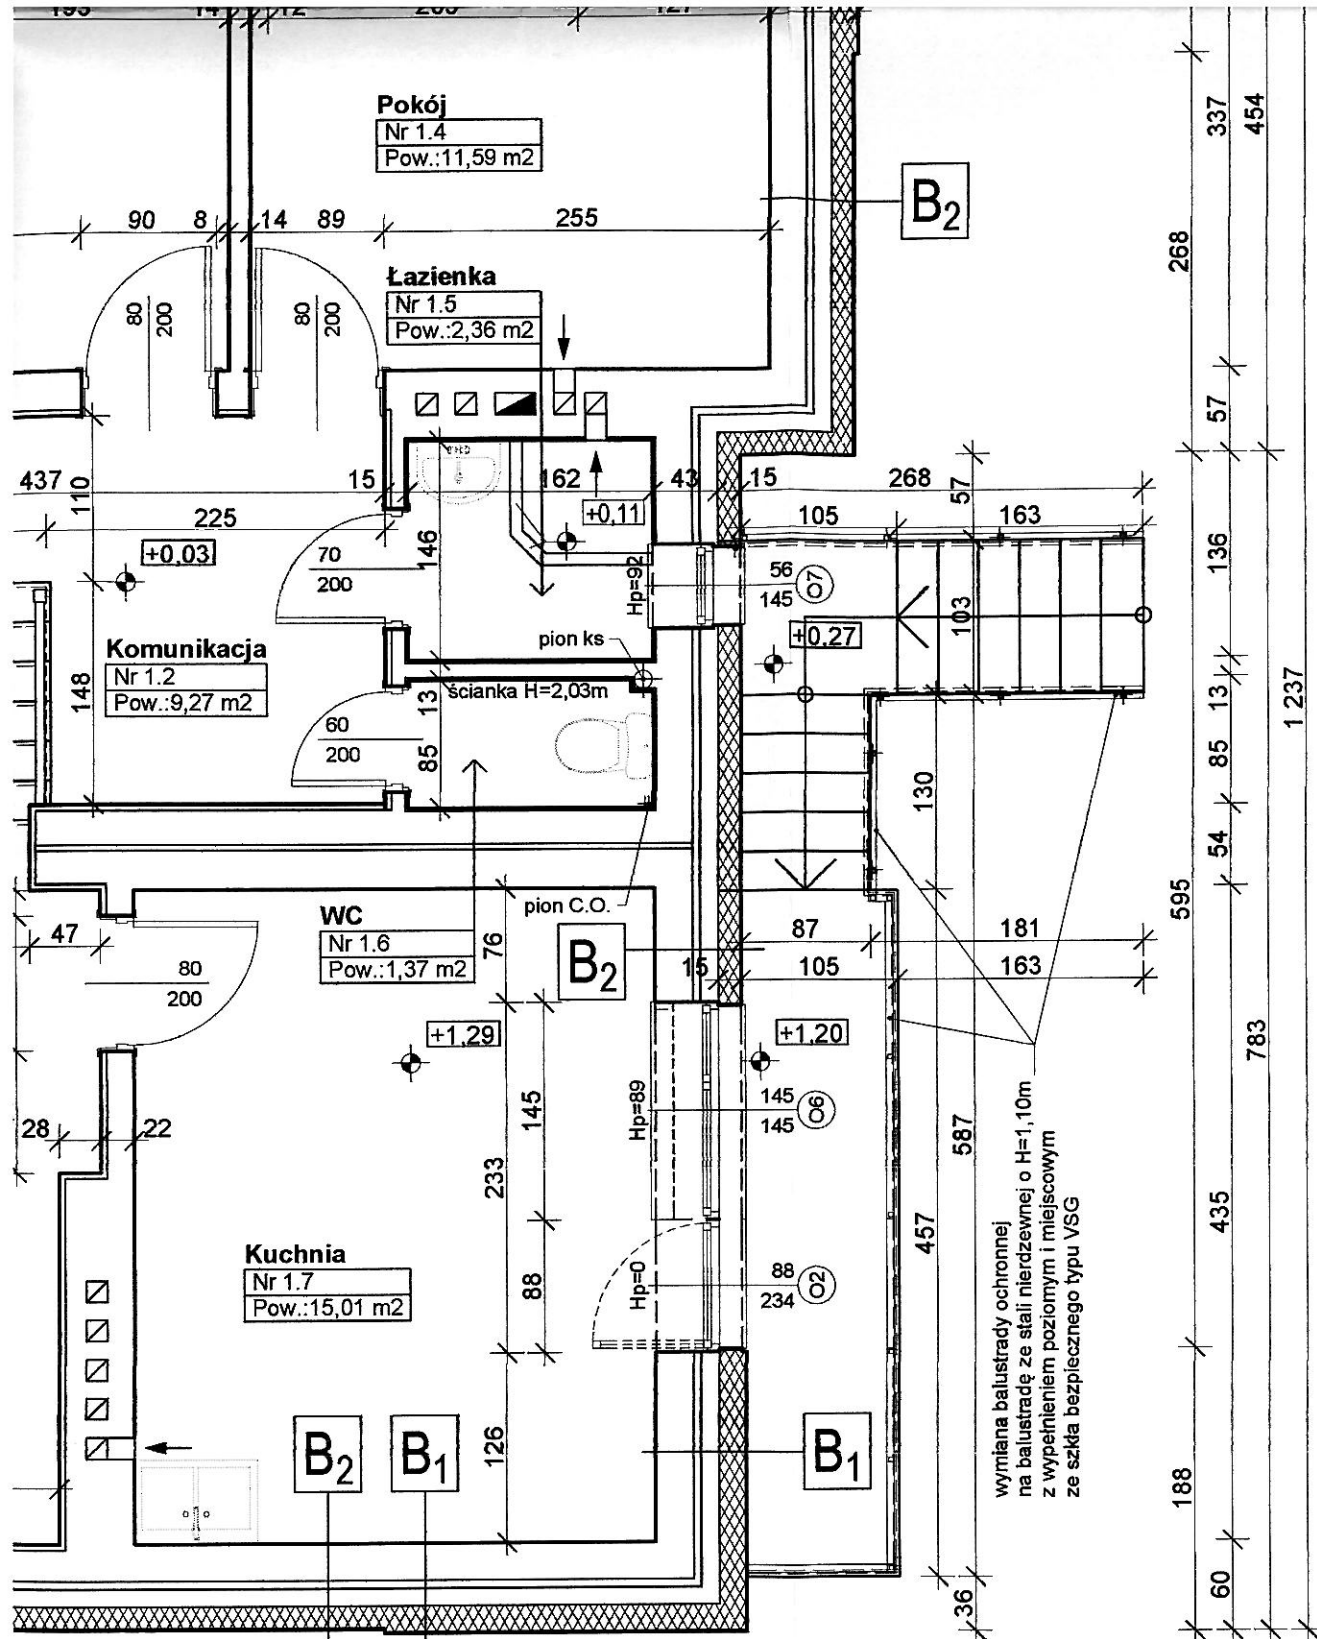 193
14
12
205
127
Pokój
Nr 1.4
Pow.:11,59 m2
B2
337
454
268
90
8
14
89
255
Łazienka
Nr 1.5
Pow.:2,36 m2
80
200
80
200
57
437
110
15
162
43
15
268
57
225
+0,11
105
163
+0,03
146
136
70
200
Hp=92
56
145
O7
103
+0,27
pion ks
Komunikacja
Nr 1.2
Pow.:9,27 m2
148
13
ścianka H=2,03m
13
1 237
60
200
85
85
130
54
595
WC
Nr 1.6
Pow.:1,37 m2
pion C.O.
76
47
80
200
B2
87
181
15
105
163
+1,29
+1,20
783
145
Hp=89
145
145
O6
28
22
233
587
457
435
wymiana balustrady ochronnej
na balustradę ze stali nierdzewnej o H=1,10m
z wypełnieniem poziomym i miejscowym
ze szkła bezpiecznego typu VSG
Kuchnia
Nr 1.7
Pow.:15,01 m2
88
Hp=0
88
234
O2
126
B2
B1
B1
188
60
36